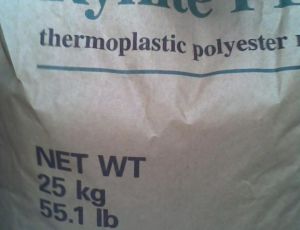 thermoplastic polyester
NET WT
25 kg
55.1 lb